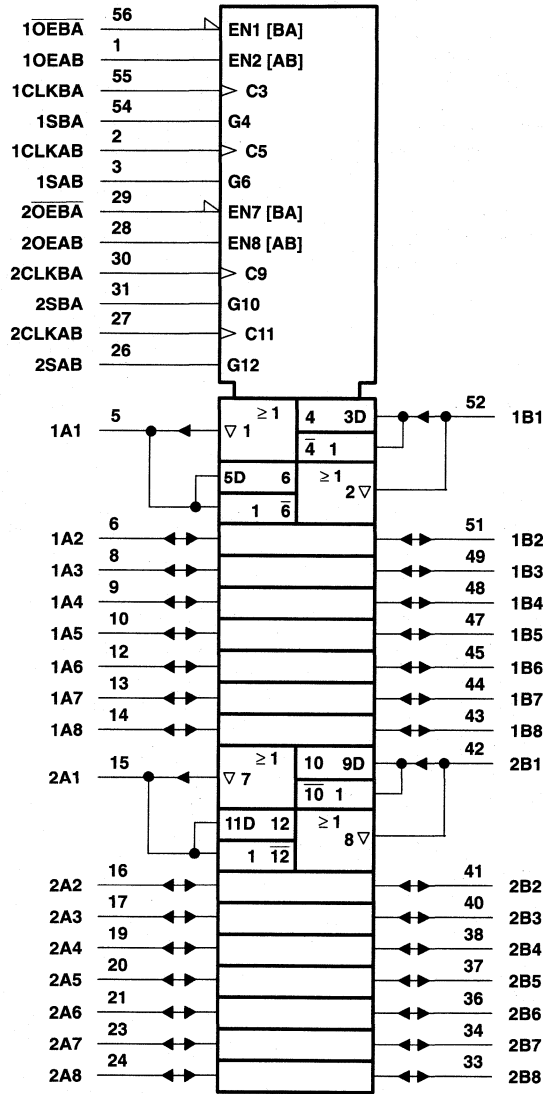 1O̅E̅B̅A̅ 56 EN1 [BA]
1OEAB 1 EN2 [AB]
1CLKBA 55 C3
1SBA 54 G4
1CLKAB 2 C5
1SAB 3 G6
2O̅E̅B̅A̅ 29 EN7 [BA]
2OEAB 28 EN8 [AB]
2CLKBA 30 C9
2SBA 31 G10
2CLKAB 27 C11
2SAB 26 G12
1A1 5 ≥1 ▽ 1 4 3D 52 1B1
4̅ 1
5D 6 ≥1 2 ▽
1 6̅
1A2 6 51 1B2
1A3 8 49 1B3
1A4 9 48 1B4
1A5 10 47 1B5
1A6 12 45 1B6
1A7 13 44 1B7
1A8 14 43 1B8
2A1 15 ≥1 ▽ 7 10 9D 42 2B1
1̅0̅ 1
11D 12 ≥1 8 ▽
1 1̅2̅
2A2 16 41 2B2
2A3 17 40 2B3
2A4 19 38 2B4
2A5 20 37 2B5
2A6 21 36 2B6
2A7 23 34 2B7
2A8 24 33 2B8